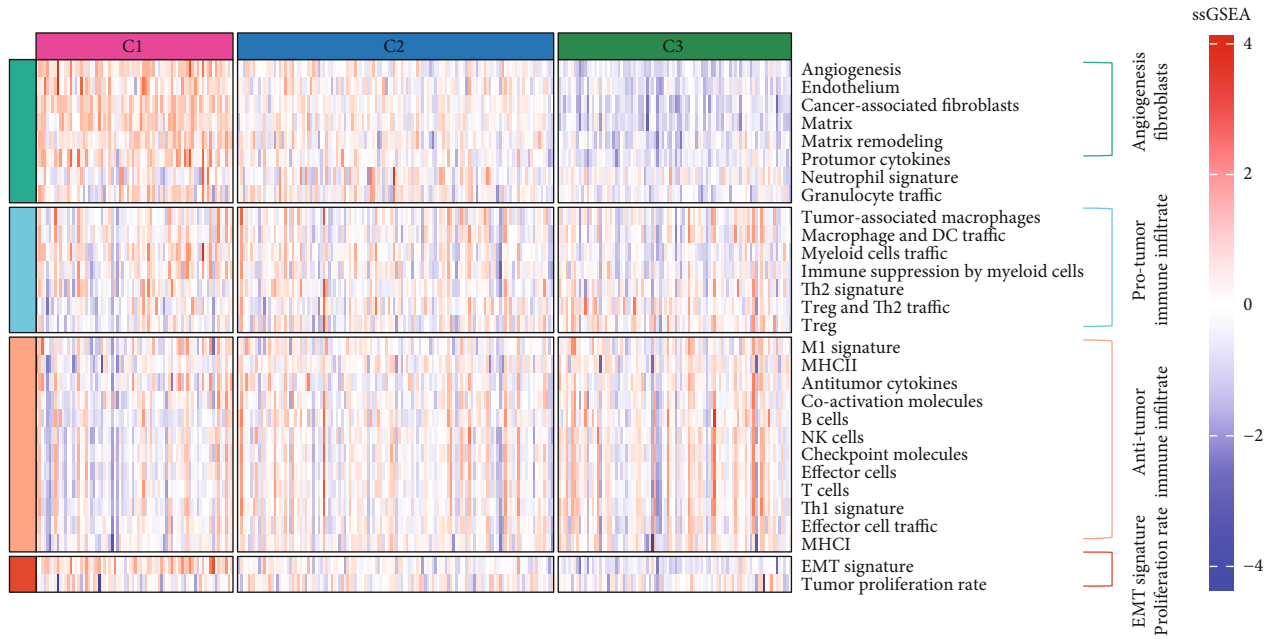 ssGSEA
C1
C2
C3
Angiogenesis
Endothelium
Cancer-associated fibroblasts
Matrix
Matrix remodeling
Protumor cytokines
Neutrophil signature
Granulocyte traffic
Tumor-associated macrophages
Macrophage and DC traffic
Myeloid cells traffic
Immune suppression by myeloid cells
Th2 signature
Treg and Th2 traffic
Treg
M1 signature
MHCII
Antitumor cytokines
Co-activation molecules
B cells
NK cells
Checkpoint molecules
Effector cells
T cells
Th1 signature
Effector cell traffic
MHCI
EMT signature
Tumor proliferation rate
Angiogenesis
fibroblasts
Pro-tumor
immune infiltrate
Anti-tumor
immune infiltrate
EMT signature
Proliferation rate
4
2
0
−2
−4